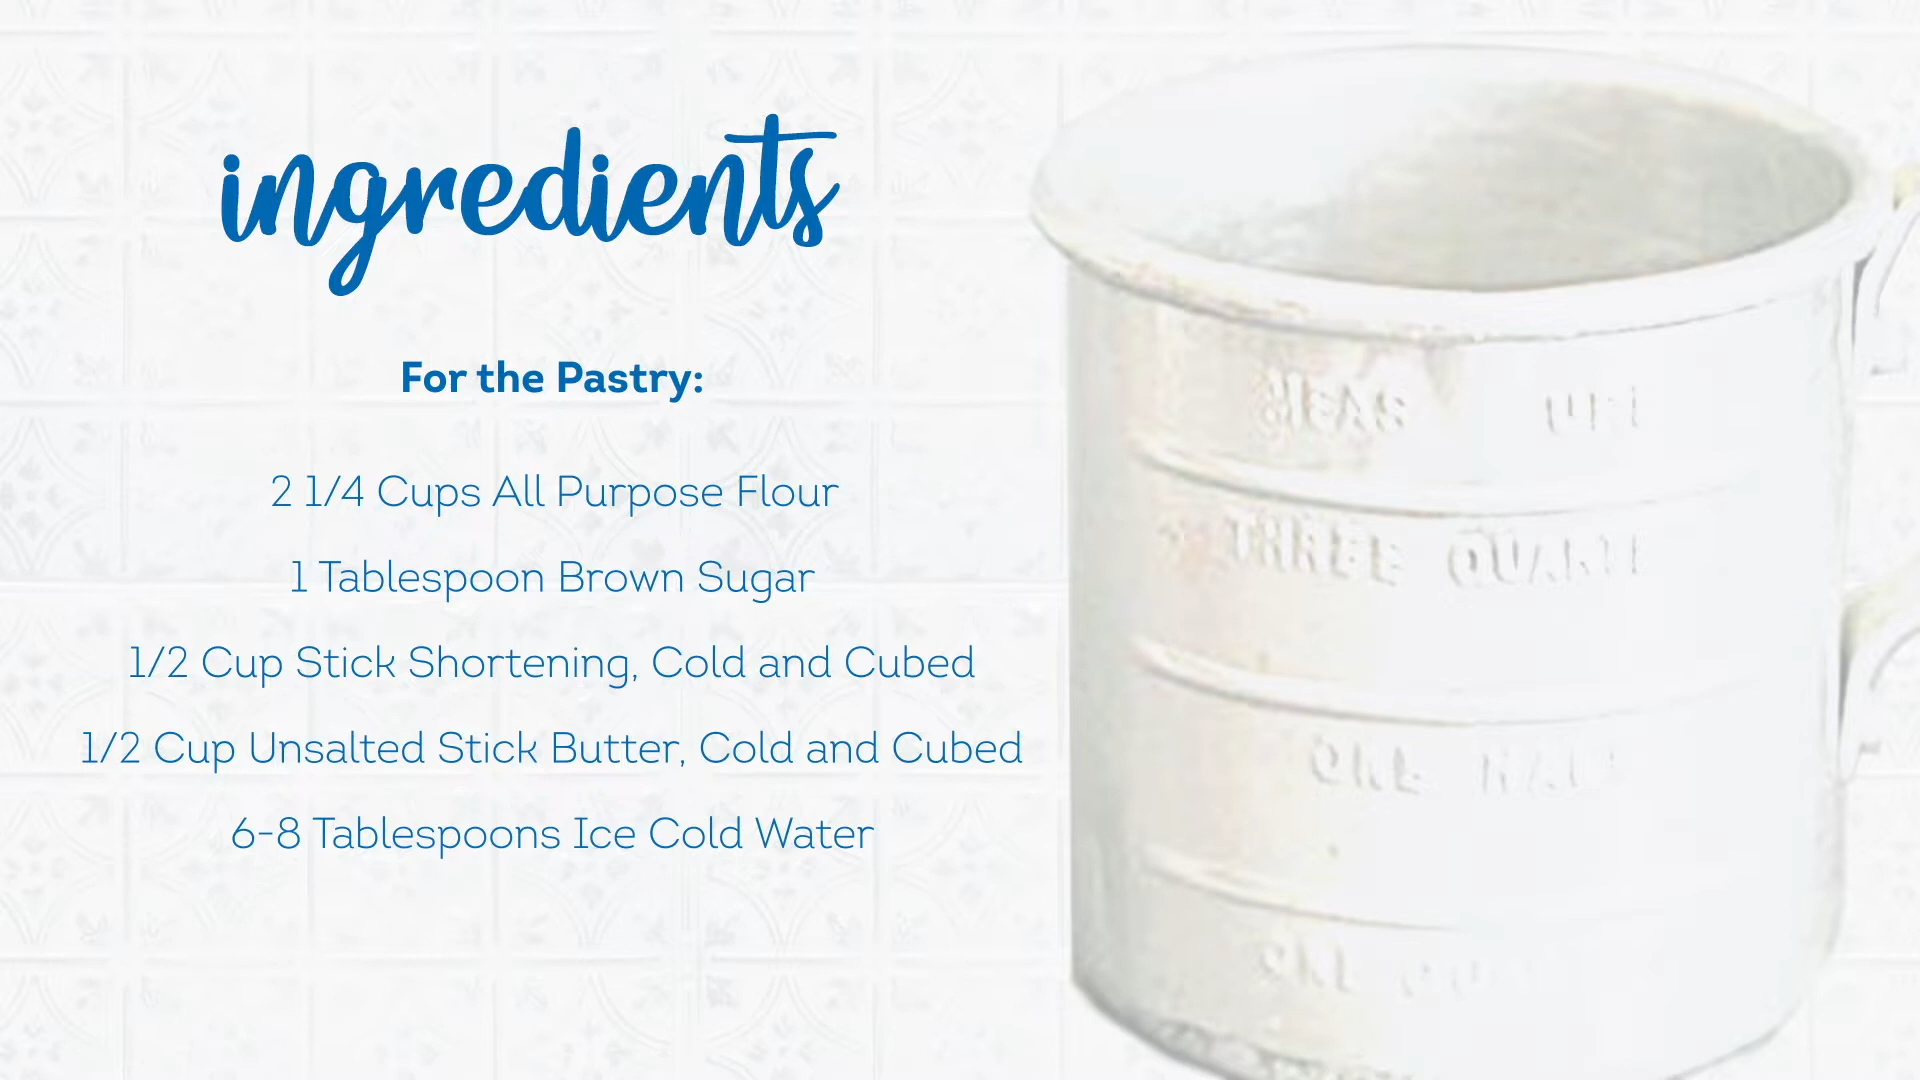 ingredients
For the Pastry:
2 1/4 Cups All Purpose Flour
1 Tablespoon Brown Sugar
1/2 Cup Stick Shortening, Cold and Cubed
1/2 Cup Unsalted Stick Butter, Cold and Cubed
6-8 Tablespoons Ice Cold Water
THREE